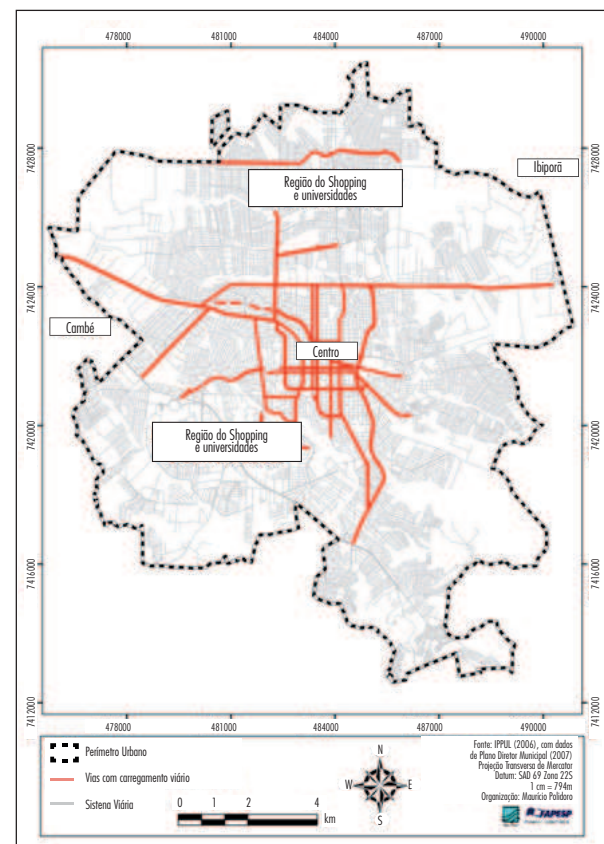 478000 481000 484000 487000 490000
7428000
7424000
7420000
7416000
7412000
7428000
7424000
7420000
7416000
7412000
Ibiporã
Região do Shopping
e universidades
Cambé
Centro
Região do Shopping
e universidades
478000 481000 484000 487000 490000
Perímetro Urbano
Vias com carregamento viário
Sistena Viária
N
W E
S
0 1 2 4
km
Fonte: IPPUL (2006), com dados
de Plano Diretor Municipal (2007)
Projeção Transversa de Mercator
Datum: SAD 69 Zona 22S
1 cm = 794m
Organização: Maurício Polidoro
FAPESP